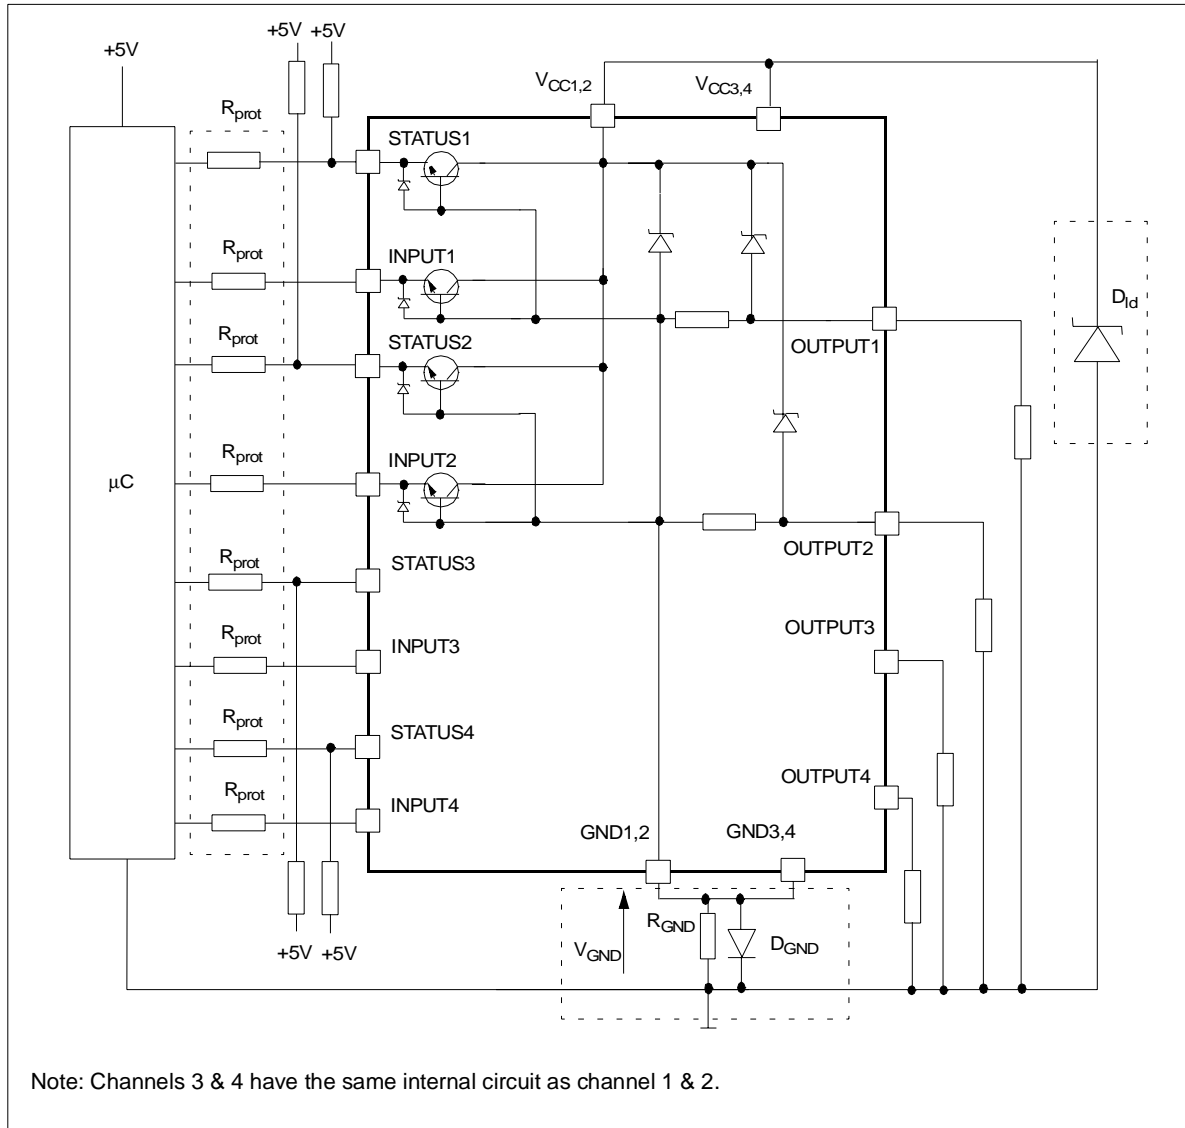 +5V
+5V +5V
V_CC1,2
V_CC3,4
R_prot
STATUS1
R_prot
INPUT1
R_prot
STATUS2
OUTPUT1
D_ld
R_prot
INPUT2
µC
OUTPUT2
R_prot
STATUS3
R_prot
INPUT3
OUTPUT3
R_prot
STATUS4
R_prot
INPUT4
OUTPUT4
GND1,2
GND3,4
R_GND
V_GND
D_GND
+5V +5V
Note: Channels 3 & 4 have the same internal circuit as channel 1 & 2.